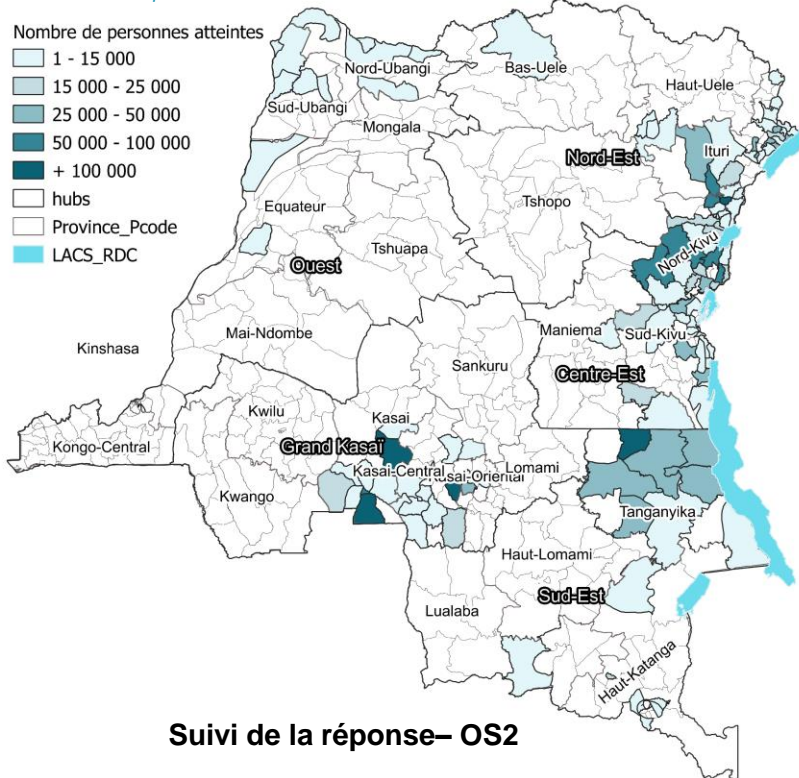 Nombre de personnes atteintes
1 - 15 000
15 000 - 25 000
25 000 - 50 000
50 000 - 100 000
+ 100 000
hubs
Province_Pcode
LACS_RDC
Nord-Ubangi
Bas-Uele
Haut-Uele
Sud-Ubangi
Mongala
Nord-Est
Ituri
Tshopo
Equateur
Tshuapa
Ouest
Nord-Kivu
Mai-Ndombe
Maniema
Sud-Kivu
Kinshasa
Sankuru
Centre-Est
Kwilu
Kasai
Kongo-Central
Grand Kasaï
Kasai-Central
Kasai-Oriental
Lomami
Kwango
Tanganyika
Haut-Lomami
Sud-Est
Lualaba
Haut-Katanga
Suivi de la réponse– OS2